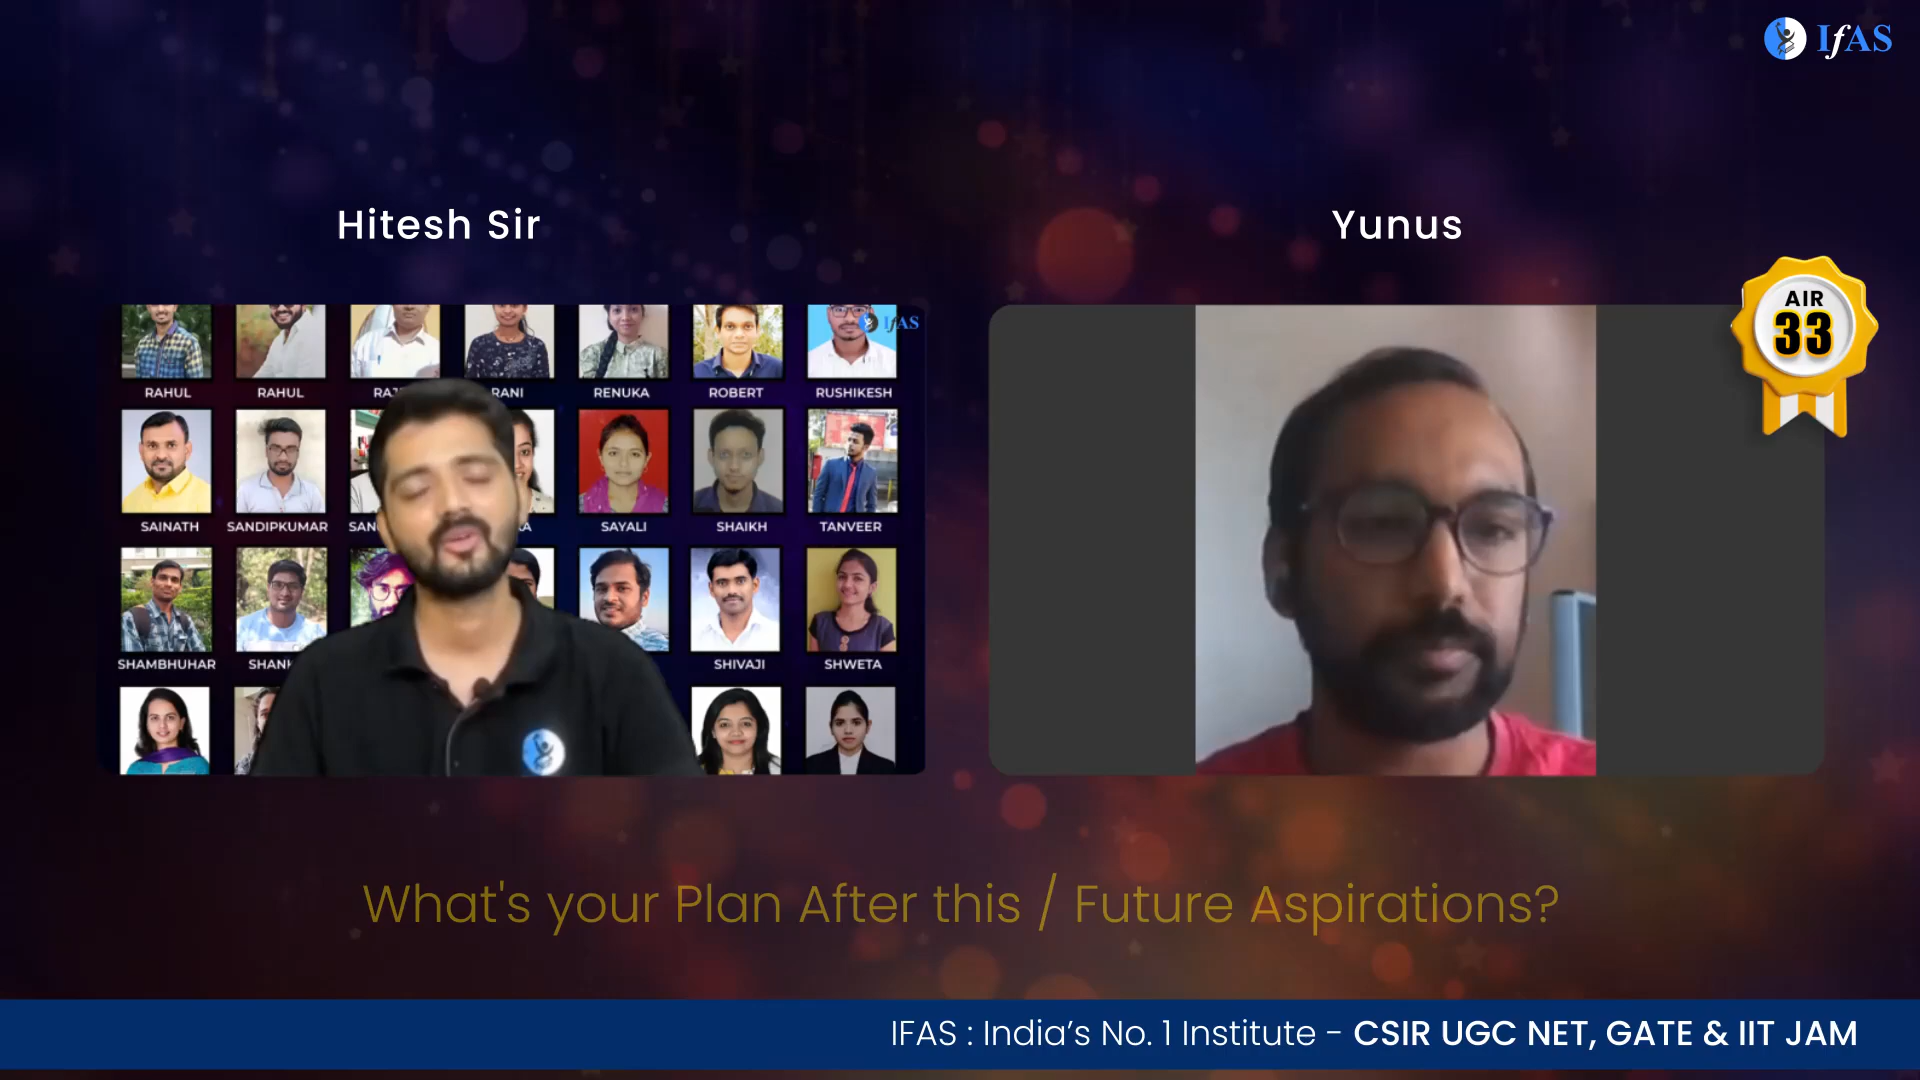 IfAS
Hitesh Sir
Yunus
AIR
33
IfAS
RAHUL RAHUL RANI RENUKA ROBERT RUSHIKESH
SAINATH SANDIPKUMAR SAYALI SHAIKH TANVEER
SHAMBHUHAR SHIVAJI SHWETA
What's your Plan After this / Future Aspirations?
IFAS : India’s No. 1 Institute - CSIR UGC NET, GATE & IIT JAM